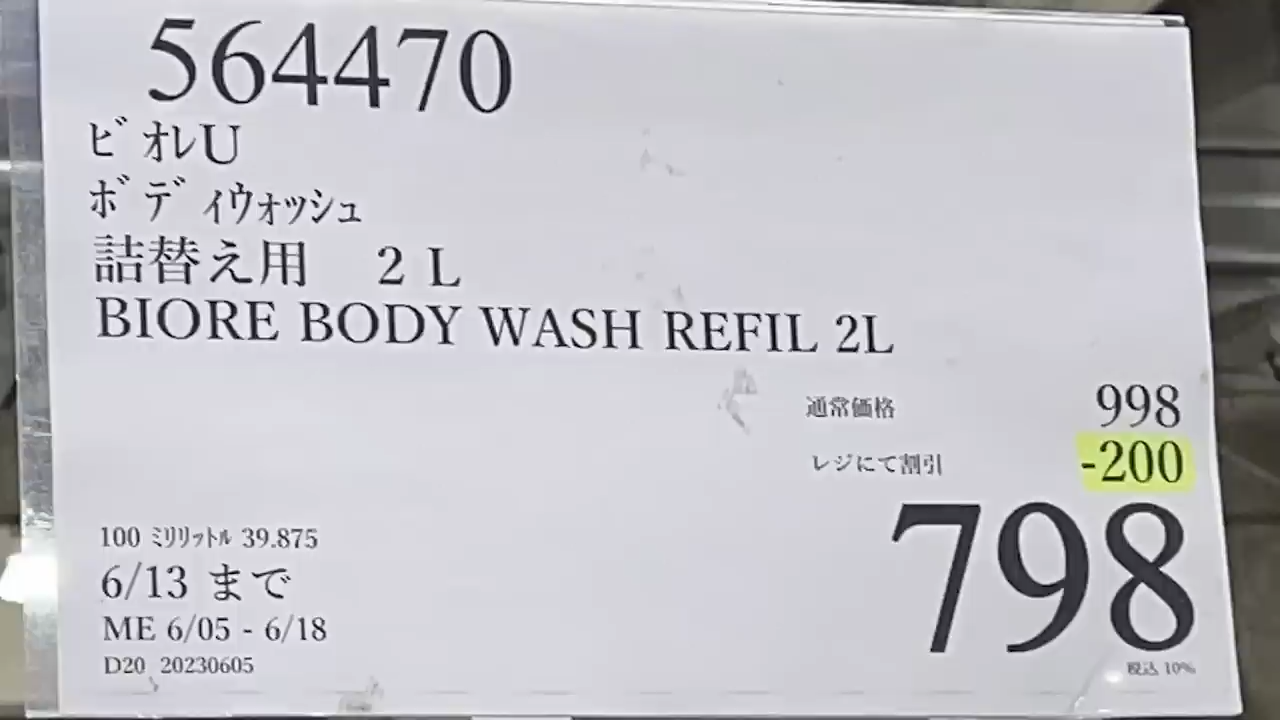 564470
ビオレU
ボディウォッシュ
詰替え用　２Ｌ
BIORE BODY WASH REFIL 2L
通常価格 998
レジにて割引 -200
798
税込 10%
100 ミリリットル 39.875
6/13 まで
ME 6/05 - 6/18
D20 20230605